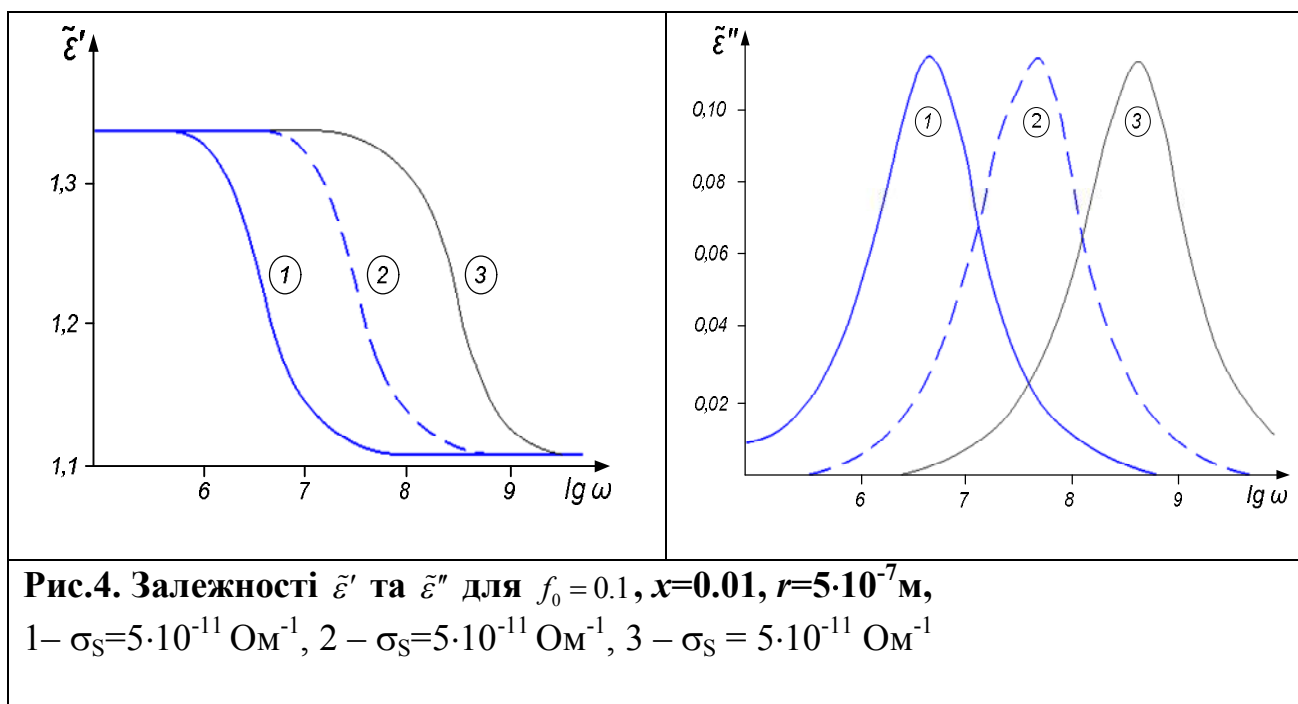 ε̃′
1,3
1,2
1,1
1
2
3
6 7 8 9 lg ω
ε̃″
0,10
0,08
0,06
0,04
0,02
1
2
3
6 7 8 9 lg ω
Рис.4. Залежності ε̃′ та ε̃″ для f₀ = 0.1, x=0.01, r=5·10⁻⁷м,
1– σS=5·10⁻¹¹ Ом⁻¹, 2 – σS=5·10⁻¹¹ Ом⁻¹, 3 – σS = 5·10⁻¹¹ Ом⁻¹